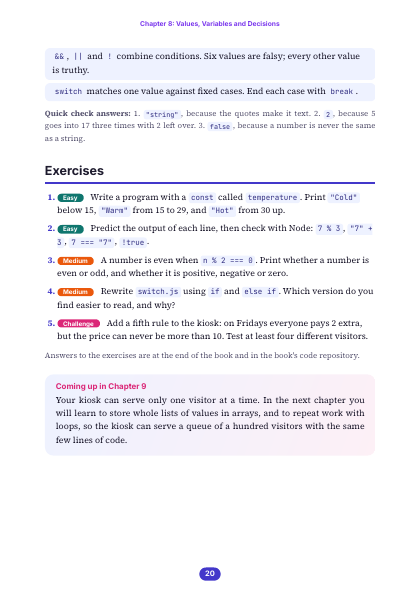 Chapter 8: Values, Variables and Decisions
&&, || and ! combine conditions. Six values are falsy; every other value
is truthy.
switch matches one value against fixed cases. End each case with break.
Quick check answers: 1. "string", because the quotes make it text. 2. 2, because 5
goes into 17 three times with 2 left over. 3. false, because a number is never the same
as a string.
Exercises
1. Easy Write a program with a const called temperature. Print "Cold"
below 15, "Warm" from 15 to 29, and "Hot" from 30 up.
2. Easy Predict the output of each line, then check with Node: 7 % 3, "7" +
3, 7 === "7", !true.
3. Medium A number is even when n % 2 === 0. Print whether a number is
even or odd, and whether it is positive, negative or zero.
4. Medium Rewrite switch.js using if and else if. Which version do you
find easier to read, and why?
5. Challenge Add a fifth rule to the kiosk: on Fridays everyone pays 2 extra,
but the price can never be more than 10. Test at least four different visitors.
Answers to the exercises are at the end of the book and in the book's code repository.
Coming up in Chapter 9
Your kiosk can serve only one visitor at a time. In the next chapter you
will learn to store whole lists of values in arrays, and to repeat work with
loops, so the kiosk can serve a queue of a hundred visitors with the same
few lines of code.
20